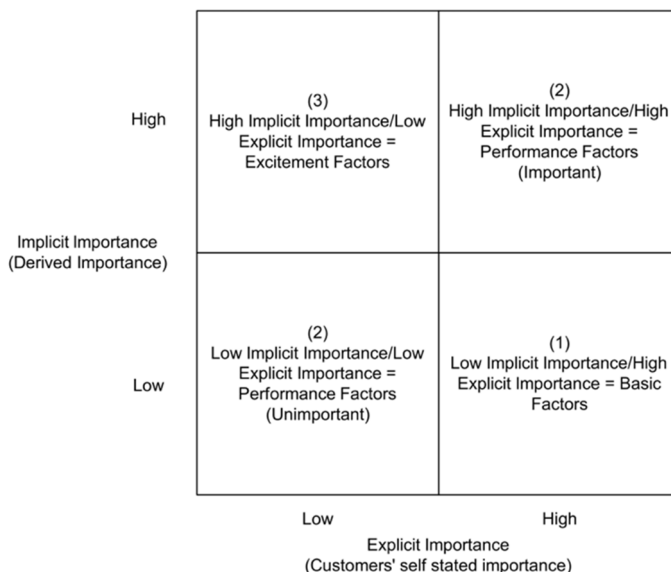 High
(3)
High Implicit Importance/Low
Explicit Importance =
Excitement Factors
(2)
High Implicit Importance/High
Explicit Importance =
Performance Factors
(Important)
Implicit Importance
(Derived Importance)
Low
(2)
Low Implicit Importance/Low
Explicit Importance =
Performance Factors
(Unimportant)
(1)
Low Implicit Importance/High
Explicit Importance = Basic
Factors
Low
High
Explicit Importance
(Customers' self stated importance)